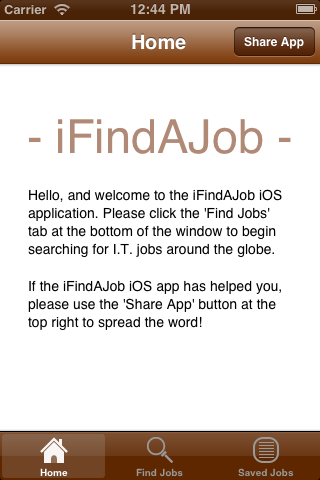 Carrier 12:44 PM
Home Share App
- iFindAJob -
Hello, and welcome to the iFindAJob iOS
application. Please click the 'Find Jobs'
tab at the bottom of the window to begin
searching for I.T. jobs around the globe.
If the iFindAJob iOS app has helped you,
please use the 'Share App' button at the
top right to spread the word!
Home Find Jobs Saved Jobs